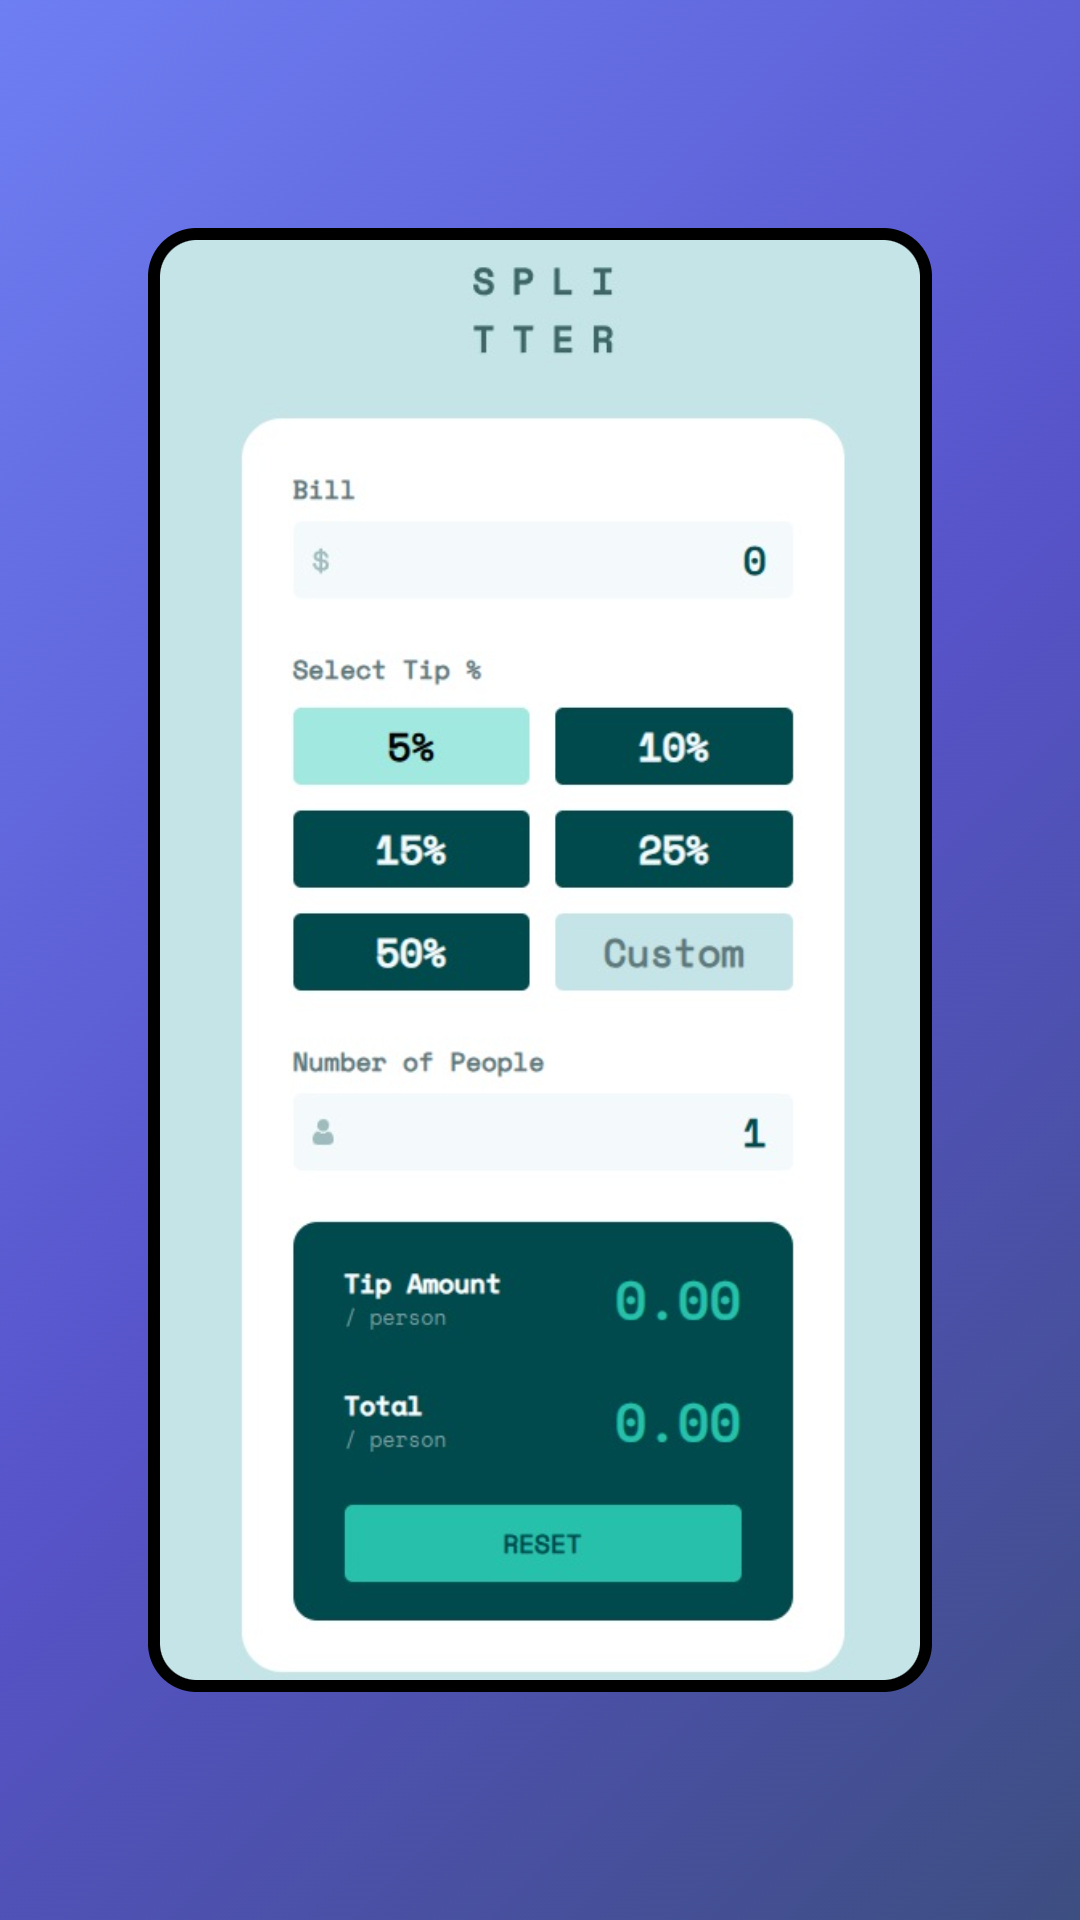 SPLI
TTER
Bill
$ 0
Select Tip %
5% 10%
15% 25%
50% Custom
Number of People
1
Tip Amount
/ person
0.00
Total
/ person
0.00
RESET